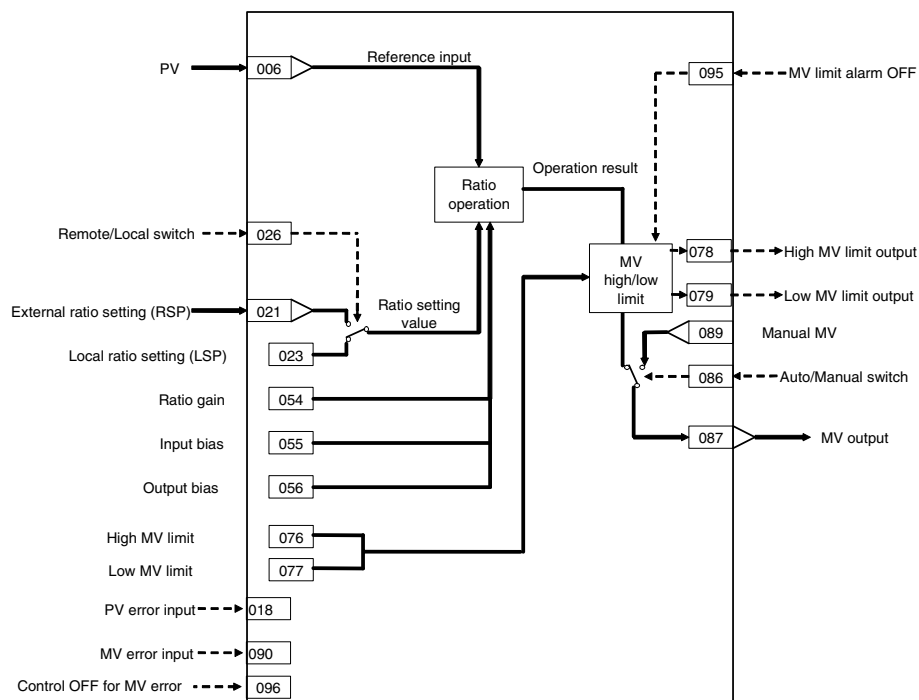 PV
006
Reference input
095
MV limit alarm OFF
Ratio
operation
Operation result
Remote/Local switch
026
MV
high/low
limit
078
High MV limit output
079
Low MV limit output
External ratio setting (RSP)
021
Ratio setting
value
089
Manual MV
Local ratio setting (LSP)
023
086
Auto/Manual switch
Ratio gain
054
087
MV output
Input bias
055
Output bias
056
High MV limit
076
Low MV limit
077
PV error input
018
MV error input
090
Control OFF for MV error
096